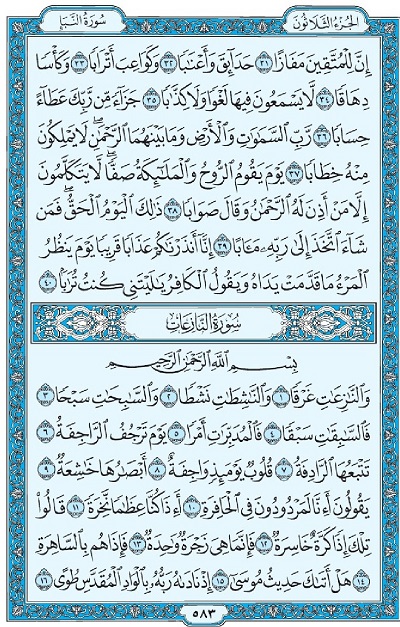 الجزء الثلاثون
سورة النبإ
إِنَّ لِلْمُتَّقِينَ مَفَازًا ٣١ حَدَائِقَ وَأَعْنَابًا ٣٢ وَكَوَاعِبَ أَتْرَابًا ٣٣ وَكَأْسًا
دِهَاقًا ٣٤ لَا يَسْمَعُونَ فِيهَا لَغْوًا وَلَا كِذَّابًا ٣٥ جَزَاءً مِنْ رَبِّكَ عَطَاءً
حِسَابًا ٣٦ رَبِّ السَّمَوَاتِ وَالْأَرْضِ وَمَا بَيْنَهُمَا الرَّحْمَنِ لَا يَمْلِكُونَ
مِنْهُ خِطَابًا ٣٧ يَوْمَ يَقُومُ الرُّوحُ وَالْمَلَائِكَةُ صَفًّا لَا يَتَكَلَّمُونَ
إِلَّا مَنْ أَذِنَ لَهُ الرَّحْمَنُ وَقَالَ صَوَابًا ٣٨ ذَلِكَ الْيَوْمُ الْحَقُّ فَمَنْ
شَاءَ اتَّخَذَ إِلَى رَبِّهِ مَآبًا ٣٩ إِنَّا أَنْذَرْنَاكُمْ عَذَابًا قَرِيبًا يَوْمَ يَنْظُرُ
الْمَرْءُ مَا قَدَّمَتْ يَدَاهُ وَيَقُولُ الْكَافِرُ يَا لَيْتَنِي كُنْتُ تُرَابًا ٤٠
سورة النازعات
بِسْمِ اللَّهِ الرَّحْمَنِ الرَّحِيمِ
وَالنَّازِعَاتِ غَرْقًا ١ وَالنَّاشِطَاتِ نَشْطًا ٢ وَالسَّابِحَاتِ سَبْحًا ٣
فَالسَّابِقَاتِ سَبْقًا ٤ فَالْمُدَبِّرَاتِ أَمْرًا ٥ يَوْمَ تَرْجُفُ الرَّاجِفَةُ ٦
تَتْبَعُهَا الرَّادِفَةُ ٧ قُلُوبٌ يَوْمَئِذٍ وَاجِفَةٌ ٨ أَبْصَارُهَا خَاشِعَةٌ ٩
يَقُولُونَ أَإِنَّا لَمَرْدُودُونَ فِي الْحَافِرَةِ ١٠ أَإِذَا كُنَّا عِظَامًا نَخِرَةً ١١ قَالُوا
تِلْكَ إِذًا كَرَّةٌ خَاسِرَةٌ ١٢ فَإِنَّمَا هِيَ زَجْرَةٌ وَاحِدَةٌ ١٣ فَإِذَا هُمْ بِالسَّاهِرَةِ
١٤ هَلْ أَتَاكَ حَدِيثُ مُوسَى ١٥ إِذْ نَادَاهُ رَبُّهُ بِالْوَادِ الْمُقَدَّسِ طُوًى ١٦
٥٨٣